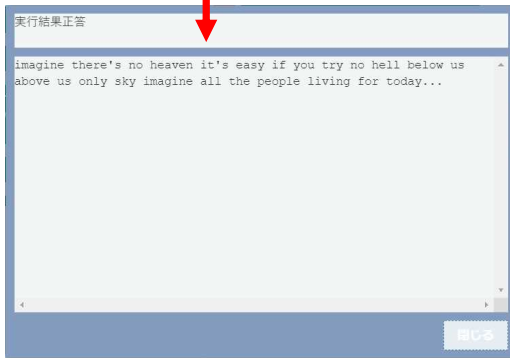 実行結果正答
imagine there's no heaven it's easy if you try no hell below us
above us only sky imagine all the people living for today...
閉じる